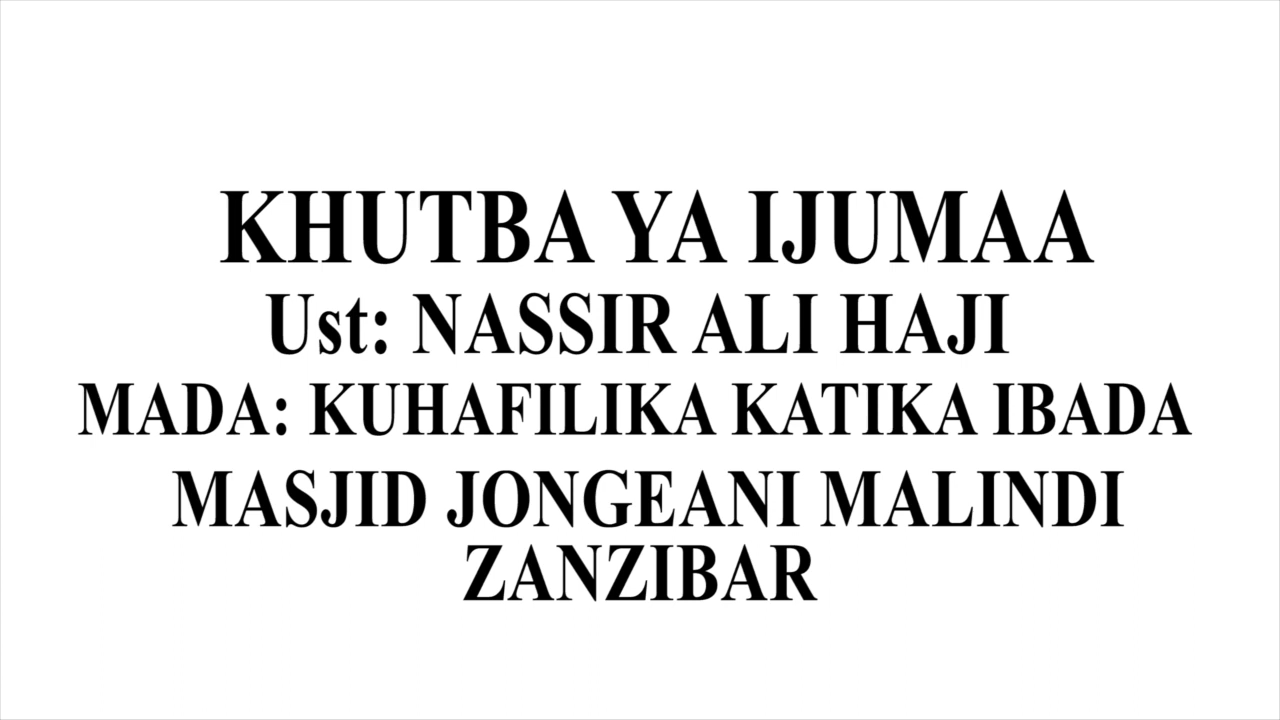 KHUTBA YA IJUMAA
Ust: NASSIR ALI HAJI
MADA: KUHAFILIKA KATIKA IBADA
MASJID JONGEANI MALINDI
ZANZIBAR